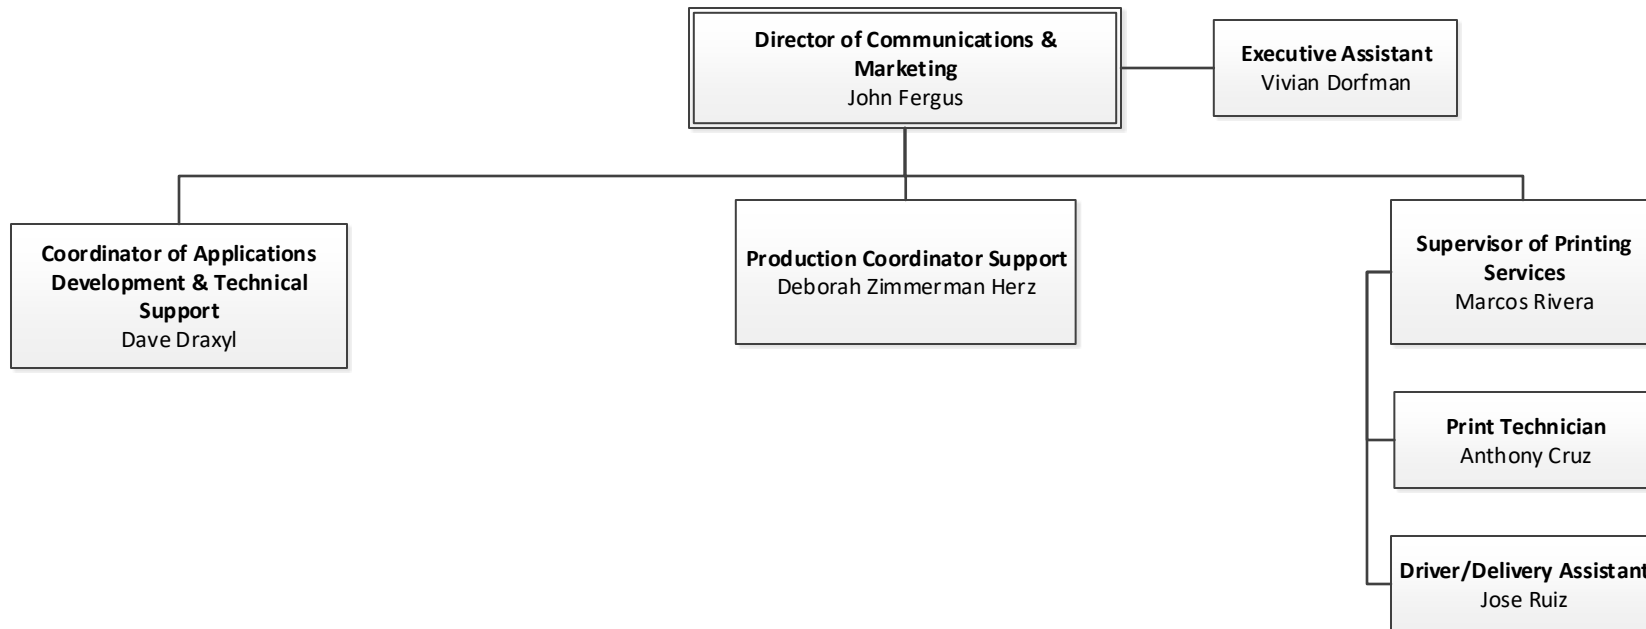 Director of Communications &
Marketing
John Fergus
Executive Assistant
Vivian Dorfman
Coordinator of Applications
Development & Technical
Support
Dave Draxyl
Production Coordinator Support
Deborah Zimmerman Herz
Supervisor of Printing
Services
Marcos Rivera
Print Technician
Anthony Cruz
Driver/Delivery Assistant
Jose Ruiz